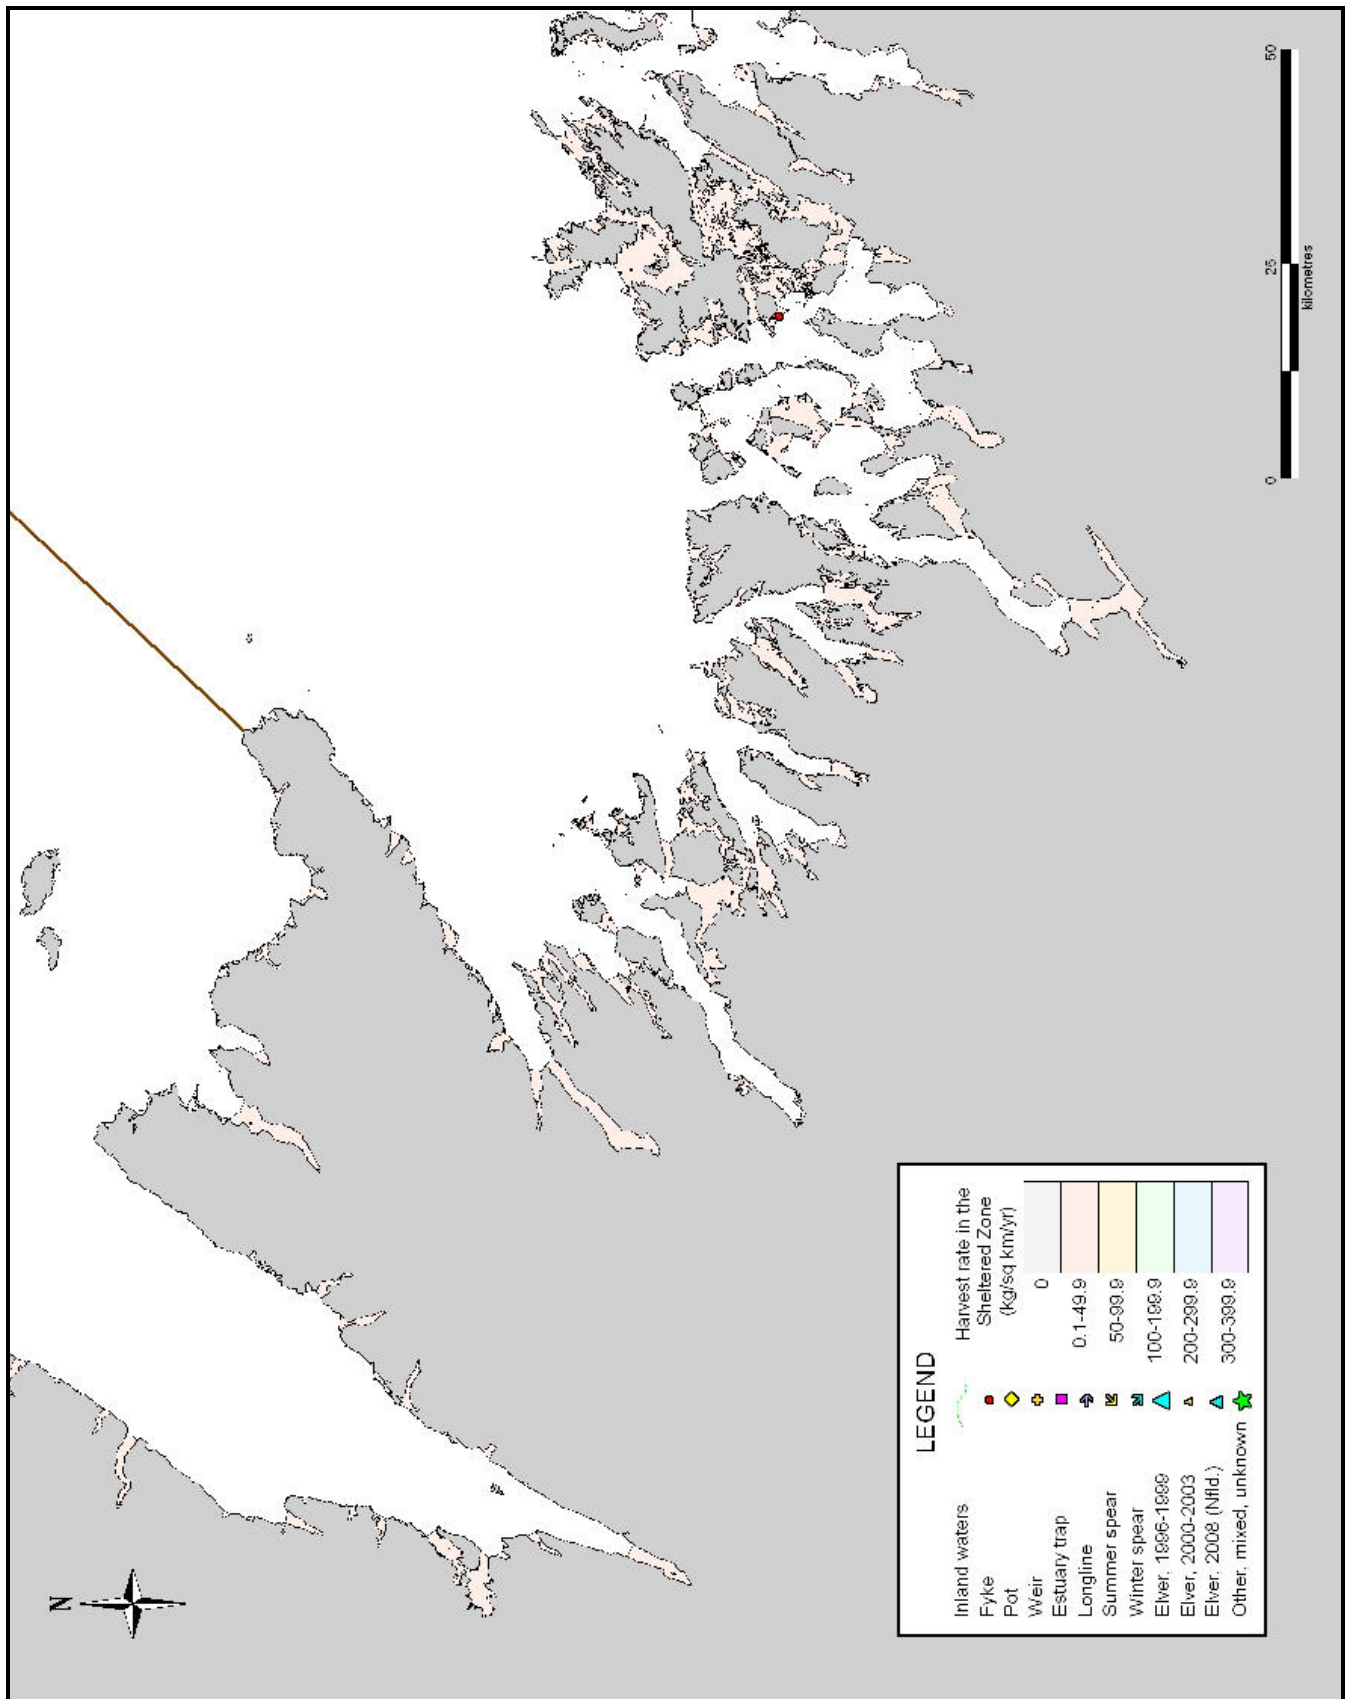 N
50
25
0
kilometres
LEGEND
Inland waters
Fyke
Pot
Weir
Estuary trap
Longline
Summer spear
Winter spear
Elver, 1996-1999
Elver, 2000-2003
Elver, 2008 (Nfld.)
Other, mixed, unknown
Harvest rate in the
Sheltered Zone
(kg/sq km/yr)
0
0.1-49.9
50-99.9
100-199.9
200-299.9
300-399.9